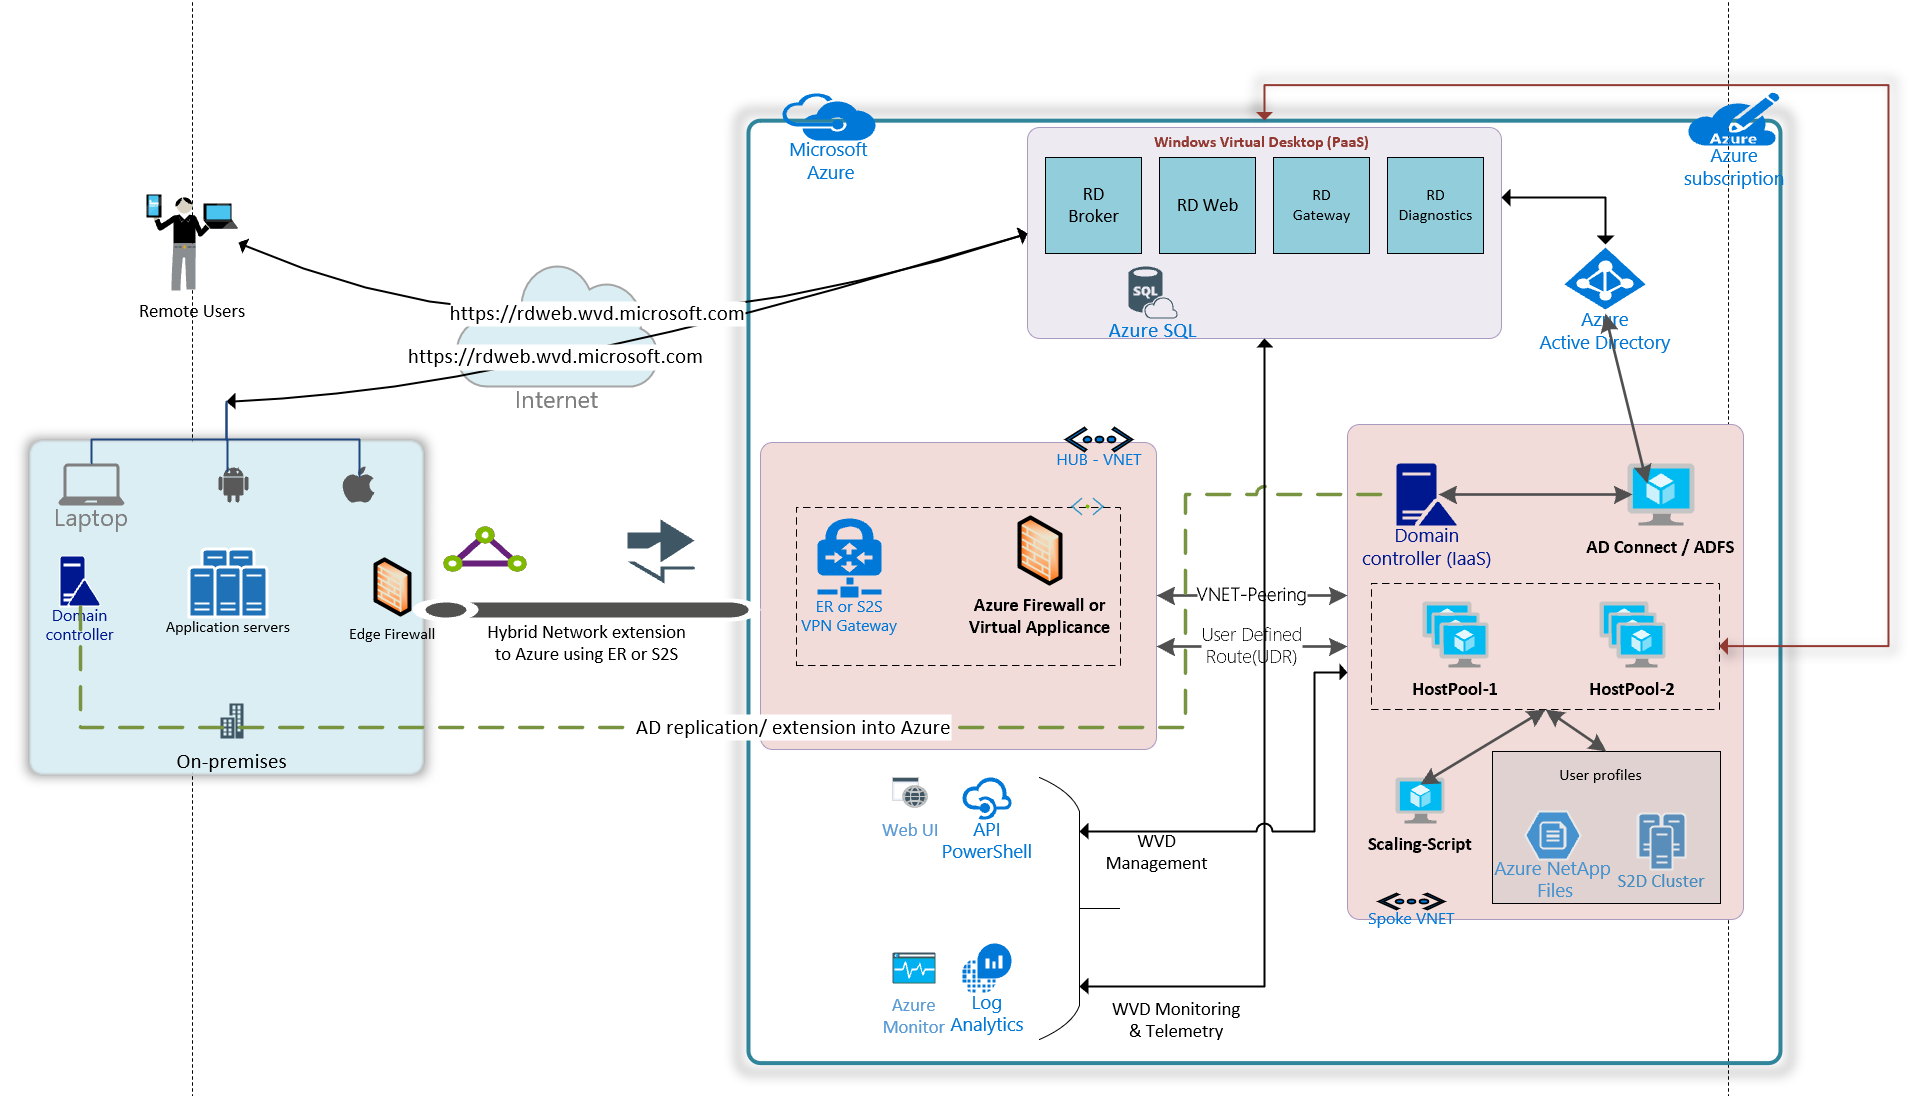 Windows Virtual Desktop (PaaS)
Microsoft
Azure
Azure
Azure
subscription
RD
Broker
RD Web
RD
Gateway
RD
Diagnostics
SQL
Azure SQL
Azure
Active Directory
Remote Users
https://rdweb.wvd.microsoft.com
https://rdweb.wvd.microsoft.com
Internet
Laptop
Domain
controller
Application servers
Edge Firewall
On-premises
Hybrid Network extension
to Azure using ER or S2S
HUB - VNET
ER or S2S
VPN Gateway
Azure Firewall or
Virtual Applicance
VNET-Peering
User Defined
Route(UDR)
AD replication/ extension into Azure
Domain
controller (IaaS)
AD Connect / ADFS
HostPool-1
HostPool-2
User profiles
Scaling-Script
Azure NetApp
Files
S2D Cluster
Spoke VNET
Web UI
API
PowerShell
WVD
Management
Azure
Monitor
Log
Analytics
WVD Monitoring
& Telemetry